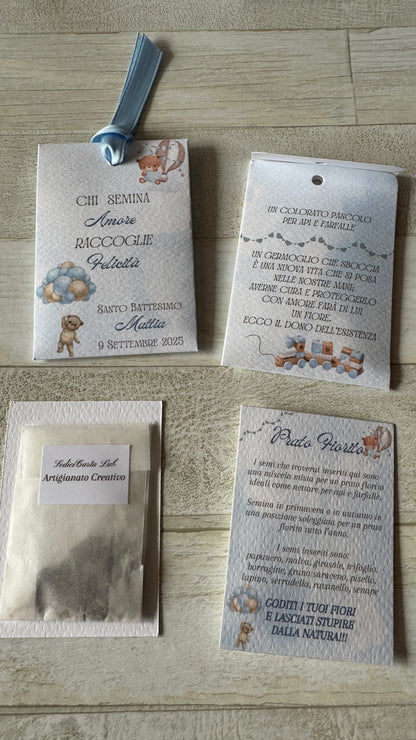 CHI SEMINA
Amore
RACCOGLIE
Felicità
SANTO BATTESIMO
Mattia
9 SETTEMBRE 2025
UN COLORATO PASCOLO
PER API E FARFALLE
UN GERMOGLIO CHE SBOCCIA
È UNA NUOVA VITA CHE SI POSA
NELLE NOSTRE MANI:
AVERNE CURA E PROTEGGERLO
CON AMORE FARÀ DI LUI
UN FIORE..
ECCO IL DONO DELL'ESISTENZA
SediciCarta Lab
Artigianato Creativo
Prato Fiorito
I semi che troverai inseriti qui sono
una miscela mista per un prato fiorito
ideali come nettare per api e farfalle.
Semina in primavera o in autunno in
una posizione soleggiata per un prato
fiorito tutto l'anno.
I semi inseriti sono:
papavero, malva, girasole, trifoglio,
borragine, grano saraceno, pisello,
lupino, serradella, ravanello, senape
GODITI I TUOI FIORI
E LASCIATI STUPIRE
DALLA NATURA!!!